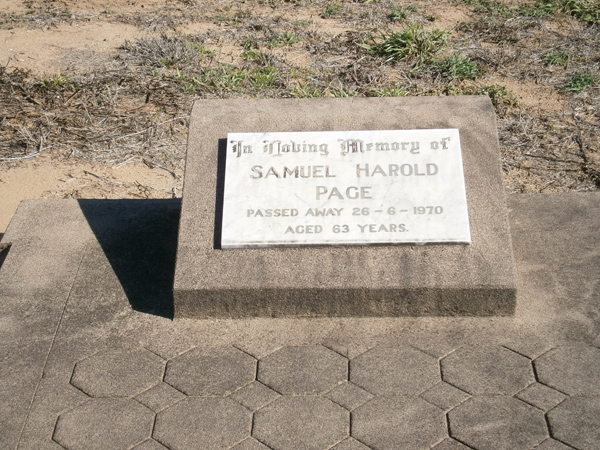 In Loving Memory of
SAMUEL HAROLD
PAGE
PASSED AWAY 26-6-1970
AGED 63 YEARS.